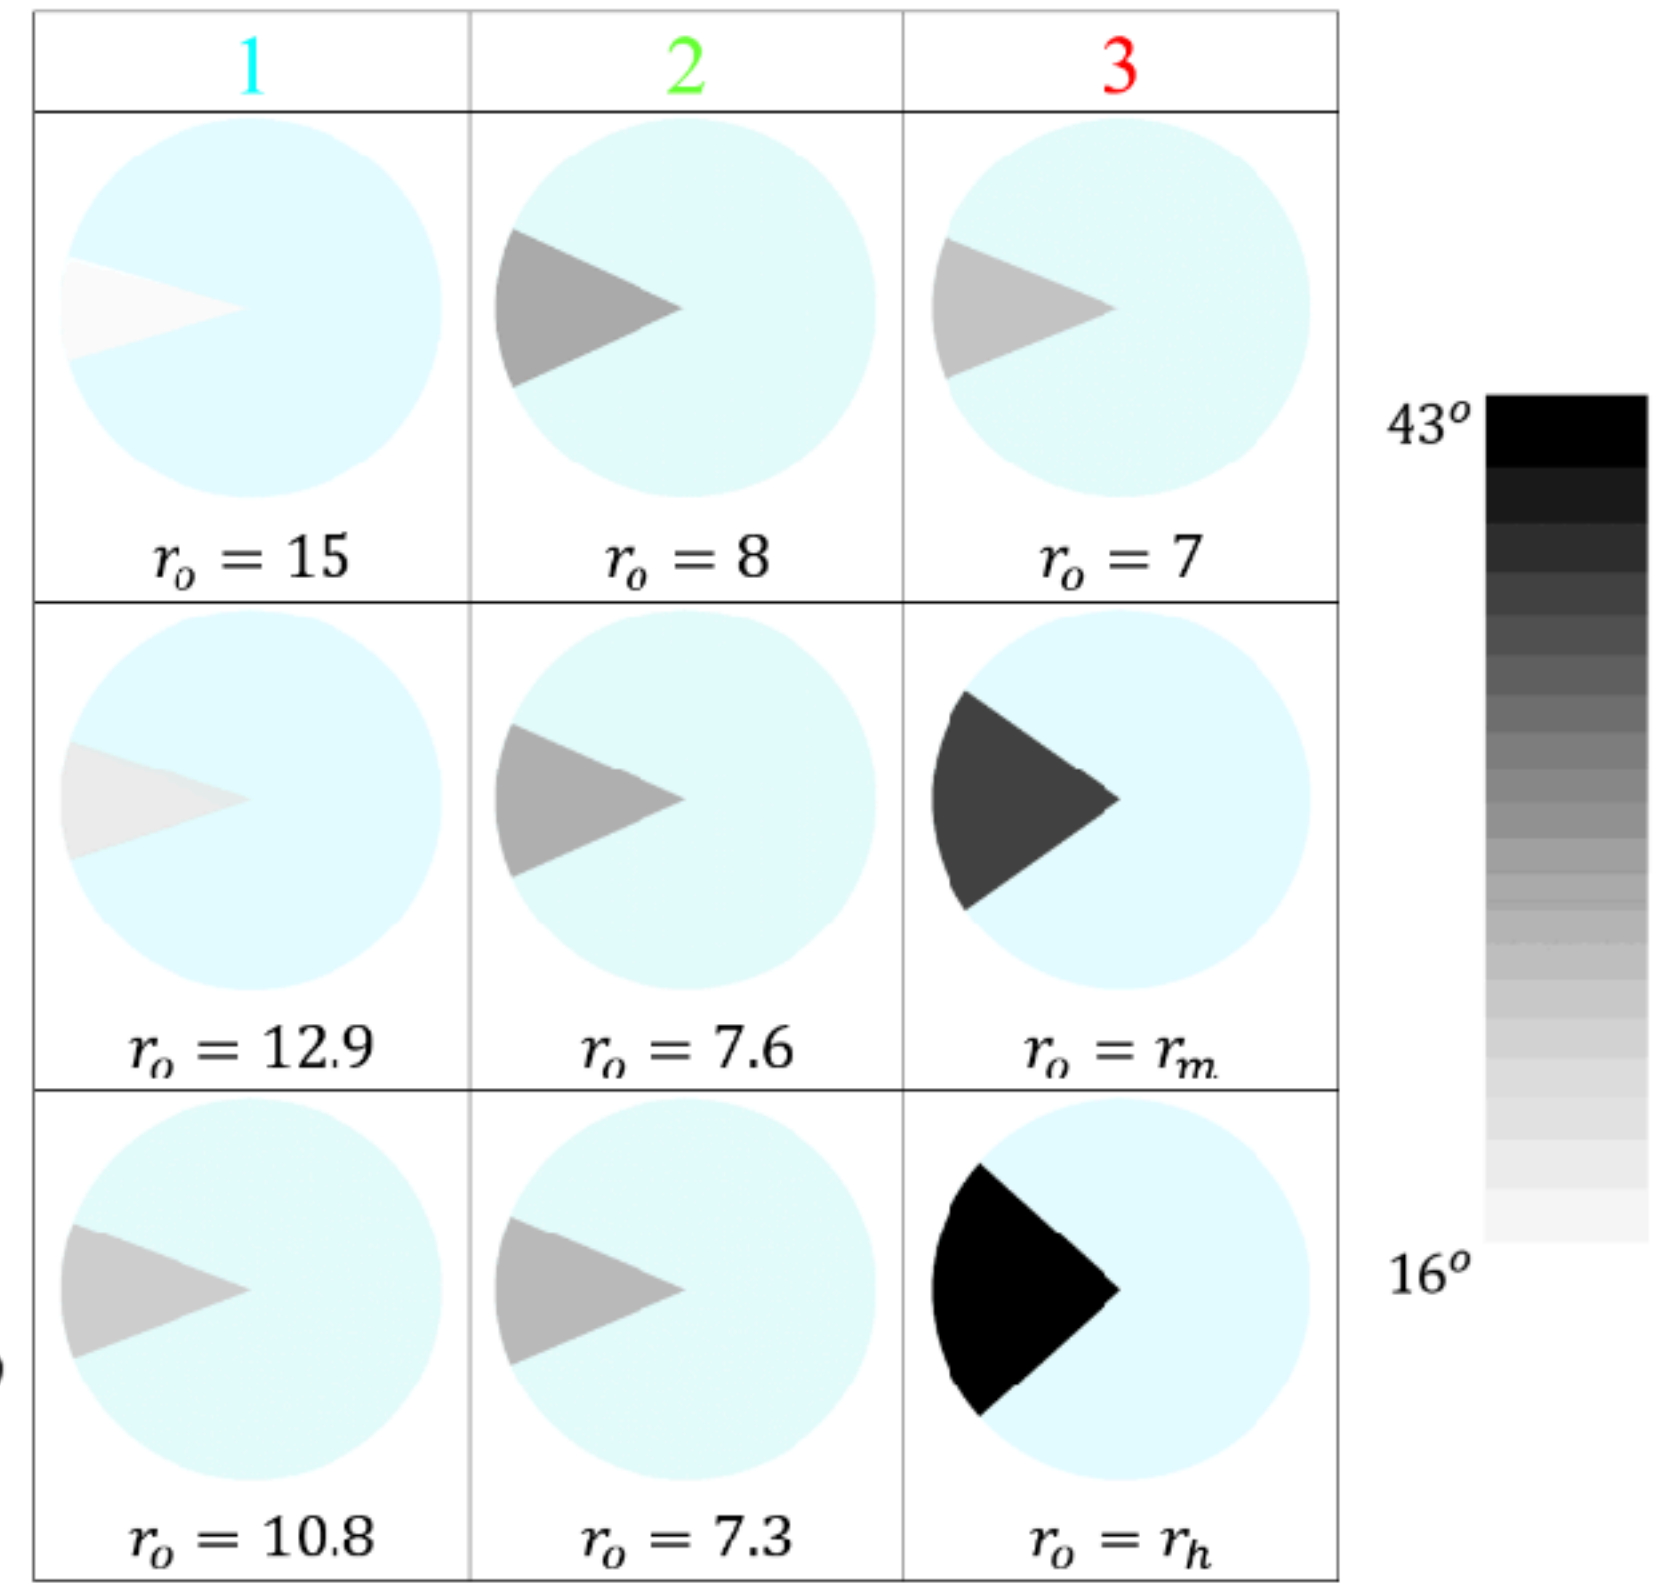 1 2 3
r_o = 15 r_o = 8 r_o = 7
43^o
r_o = 12.9 r_o = 7.6 r_o = r_m
16^o
r_o = 10.8 r_o = 7.3 r_o = r_h